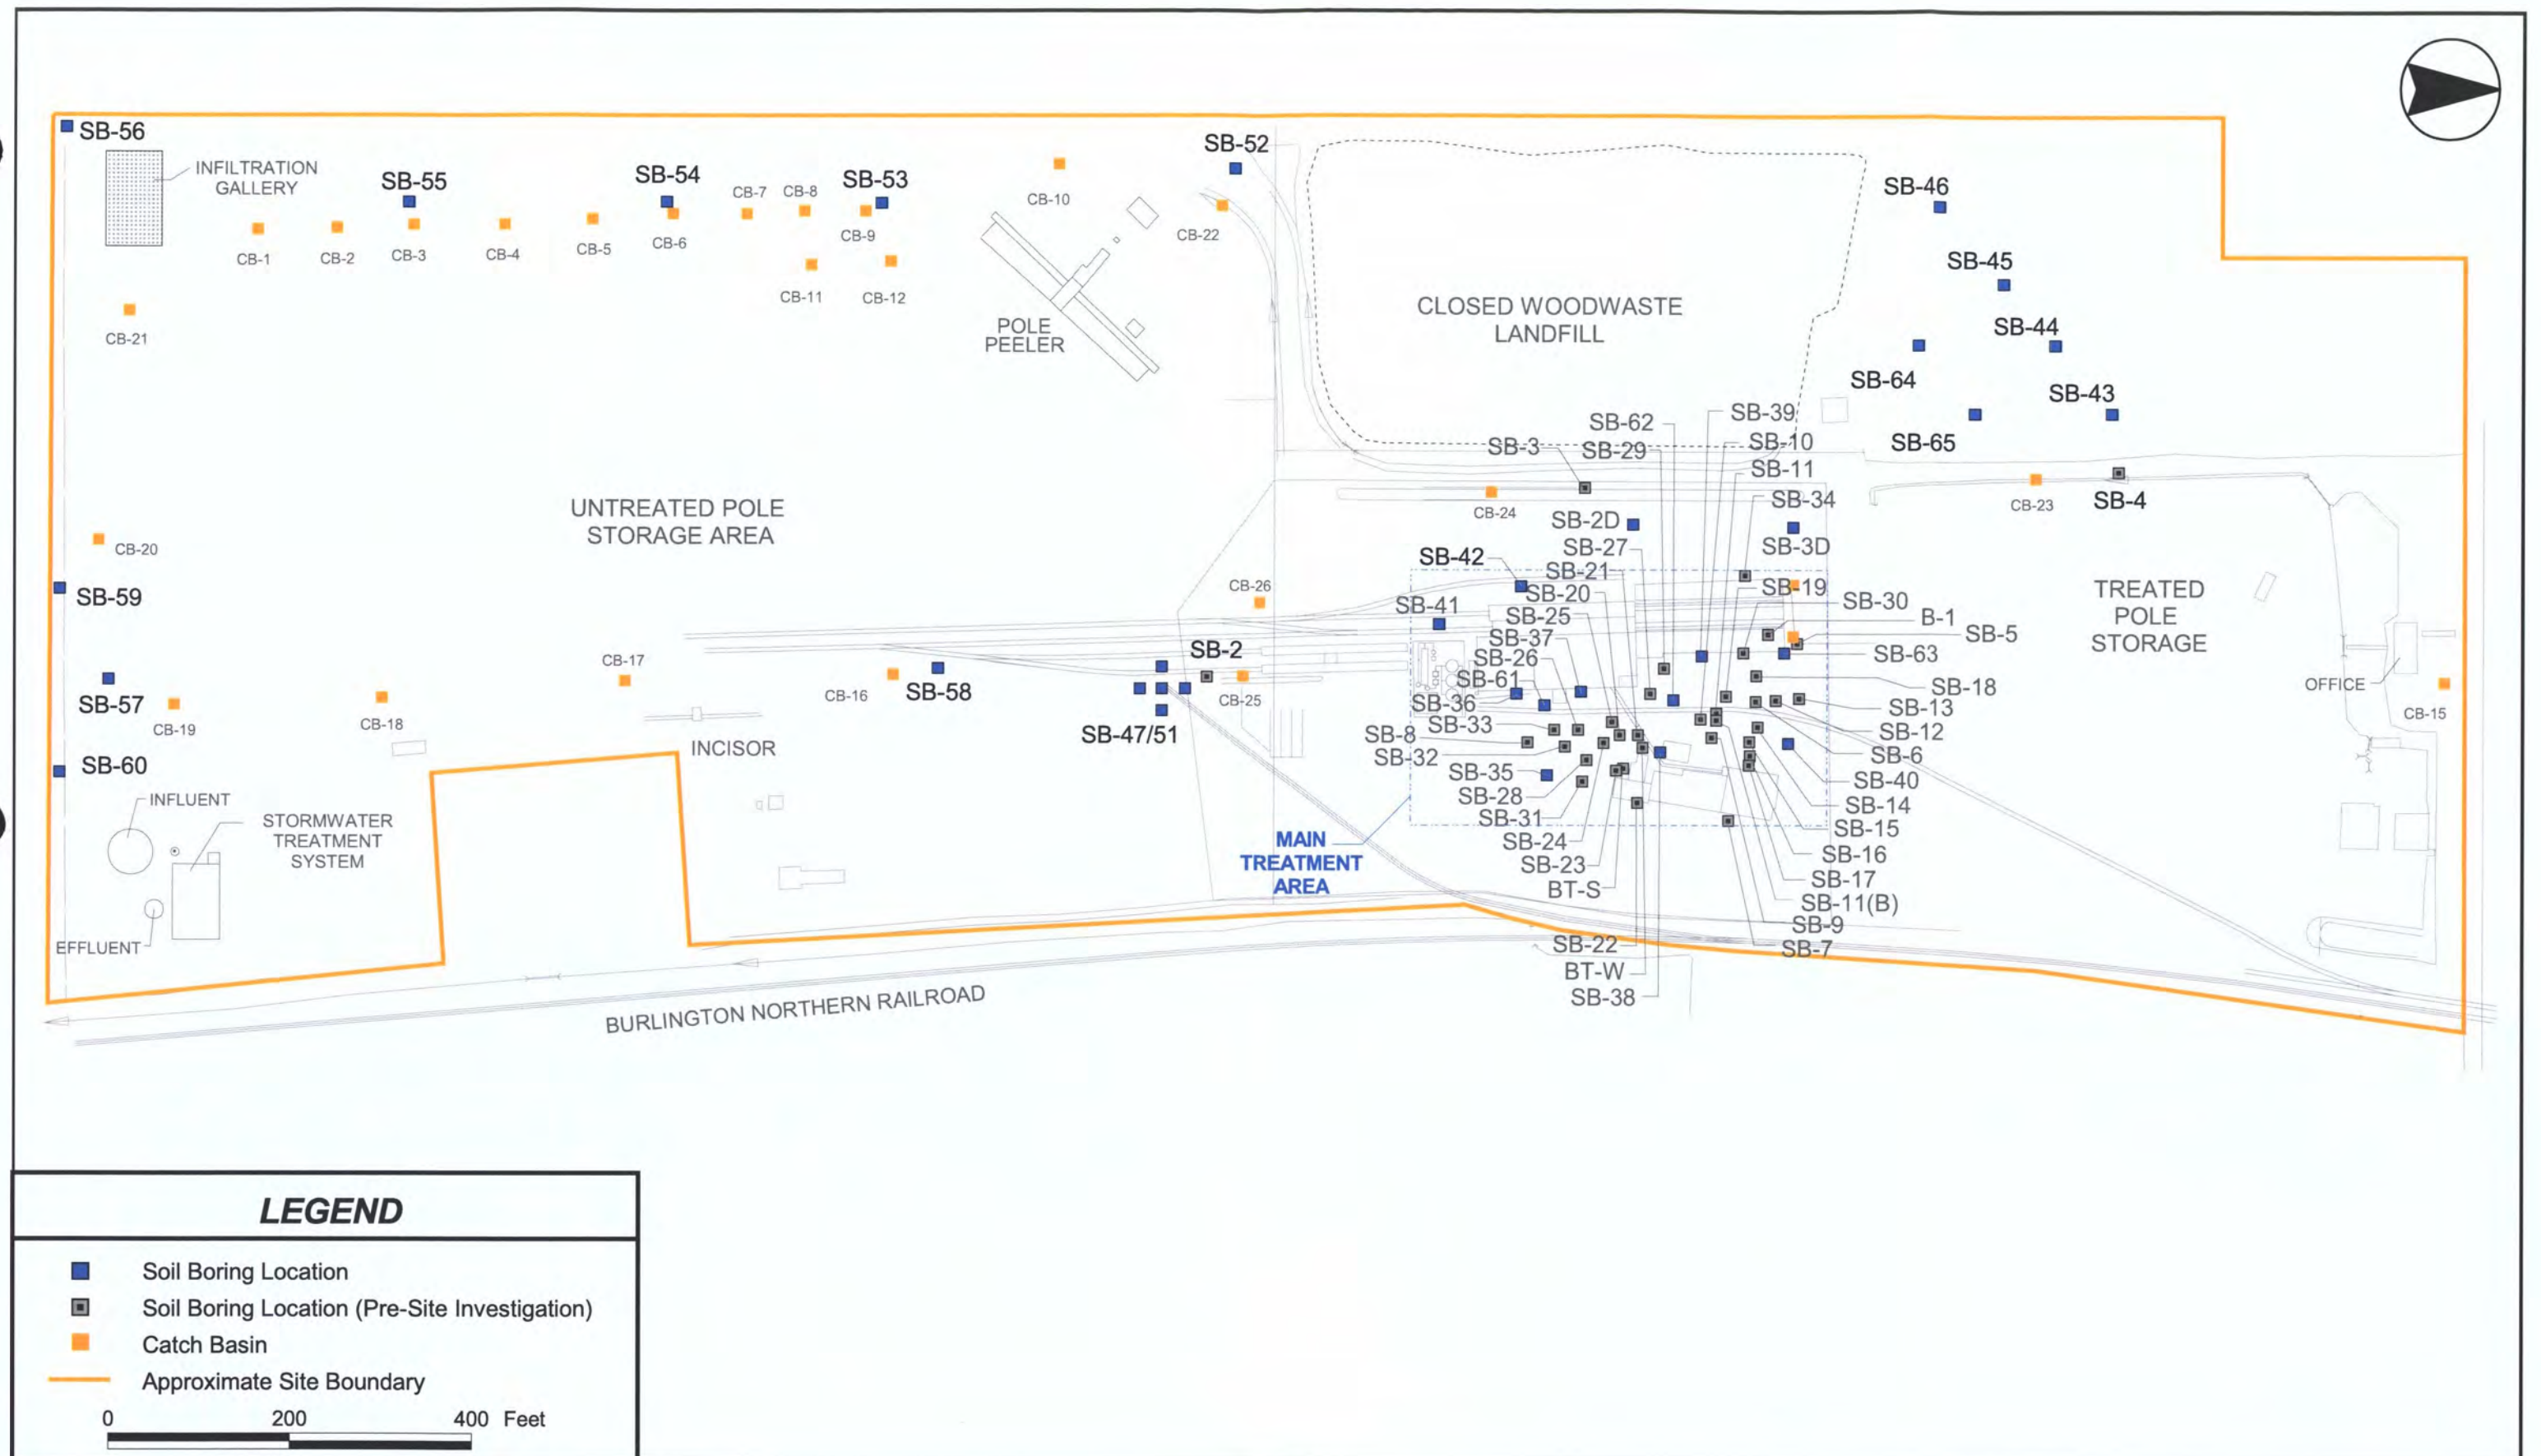 SB-56
INFILTRATION
GALLERY
SB-55
SB-54
CB-7
CB-8
SB-53
CB-10
SB-52
CB-22
SB-46
CB-1
CB-2
CB-3
CB-4
CB-5
CB-6
CB-9
CB-11
CB-12
CB-21
POLE
PEELER
CLOSED WOODWASTE
LANDFILL
SB-45
SB-44
SB-64
SB-43
SB-65
SB-39
SB-62
SB-10
SB-3
SB-29
SB-11
SB-34
CB-24
SB-2D
SB-3D
CB-23
SB-4
UNTREATED POLE
STORAGE AREA
CB-20
SB-59
SB-27
SB-42
SB-21
SB-20
SB-19
CB-26
SB-41
SB-25
SB-30
B-1
SB-37
SB-5
SB-26
SB-63
SB-61
SB-18
SB-36
SB-13
SB-33
SB-12
SB-8
SB-6
SB-32
SB-40
SB-35
SB-14
SB-28
SB-15
SB-31
SB-16
SB-24
SB-17
SB-23
SB-11(B)
BT-S
SB-9
SB-22
SB-7
BT-W
SB-38
TREATED
POLE
STORAGE
OFFICE
CB-15
SB-57
CB-19
CB-18
CB-17
CB-16
SB-58
SB-2
CB-25
SB-47/51
SB-60
INCISOR
INFLUENT
STORMWATER
TREATMENT
SYSTEM
EFFLUENT
MAIN
TREATMENT
AREA
BURLINGTON NORTHERN RAILROAD
LEGEND
Soil Boring Location
Soil Boring Location (Pre-Site Investigation)
Catch Basin
Approximate Site Boundary
0 200 400 Feet